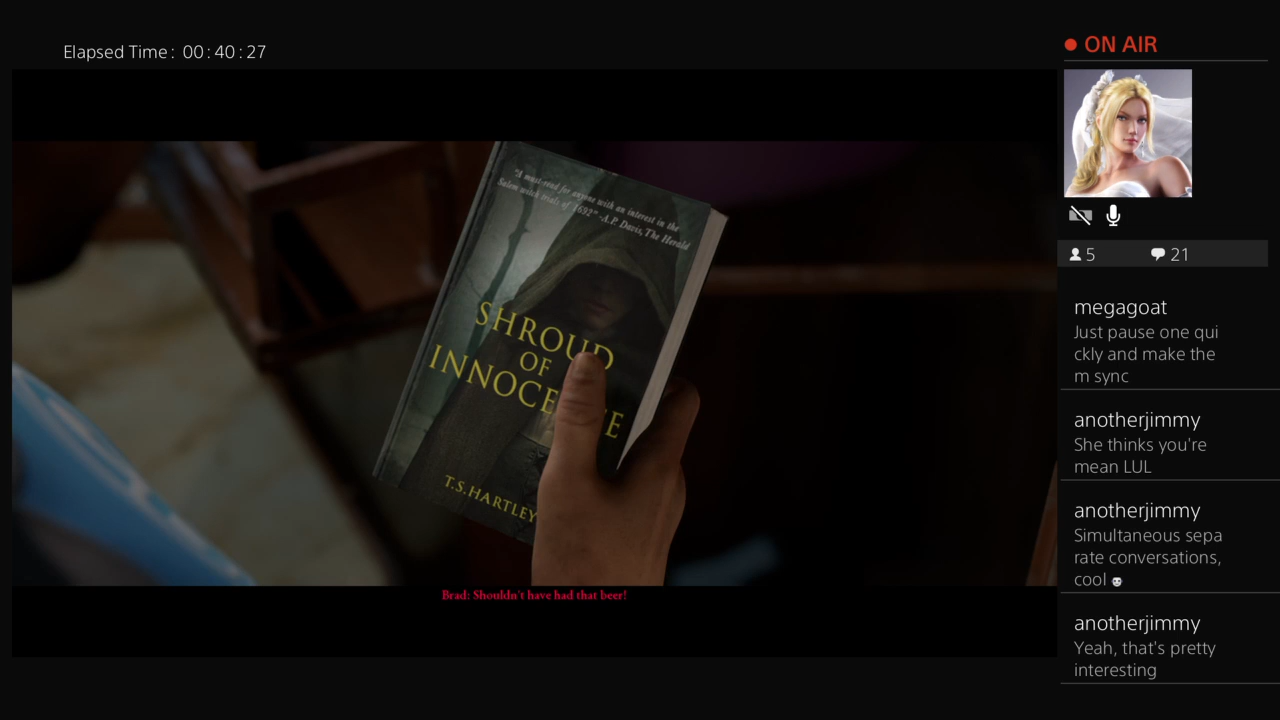 Elapsed Time: 00:40:27
ON AIR
5
21
megagoat
Just pause one qui
ckly and make the
m sync
anotherjimmy
She thinks you're
mean LUL
anotherjimmy
Simultaneous sepa
rate conversations,
cool
anotherjimmy
Yeah, that's pretty
interesting
"A must-read for anyone with an interest in the
Salem witch trials of 1692" -A.P. Davis, The Herald
SHROUD
OF
T.S.HARTLEY
Brad: Shouldn't have had that beer!